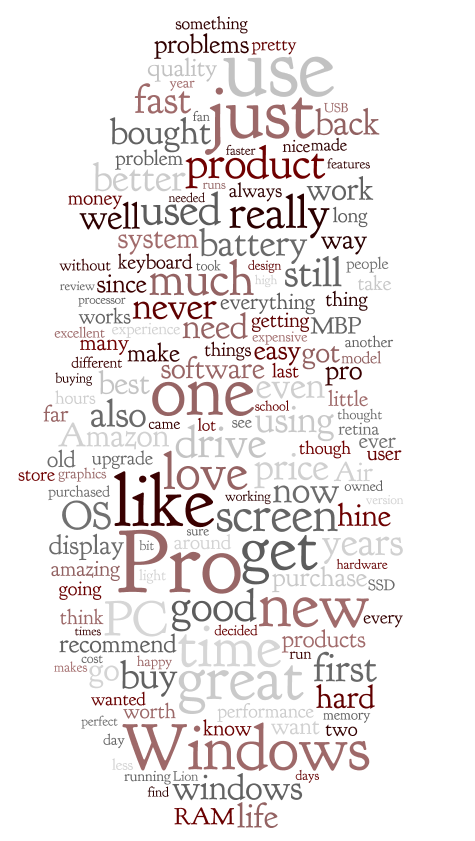 something
problems pretty
quality use
year
fast just USB
fan back
bought faster nice made
problem product features
better runs
money needed always work
well used really long
system battery way
without keyboard took design still people
review since much high take
processor never everything thing
works need getting MBP
excellent experience expensive another
many make things easy got model
different software last pro
buying best one even little
hours school
far also came lot see using thought
Amazon drive retina
old upgrade though ever
user
store graphics love price Air
purchased like working now owned
OS sure screen hine version
display bit Pro around get years
amazing light purchase hardware
going SSD
think PC good new every
times decided
recommend time products
cost run
makes go happy buy great first
wanted hard
worth performance memory
perfect know want two
day Windows
less
running Lion days
find windows
RAM life